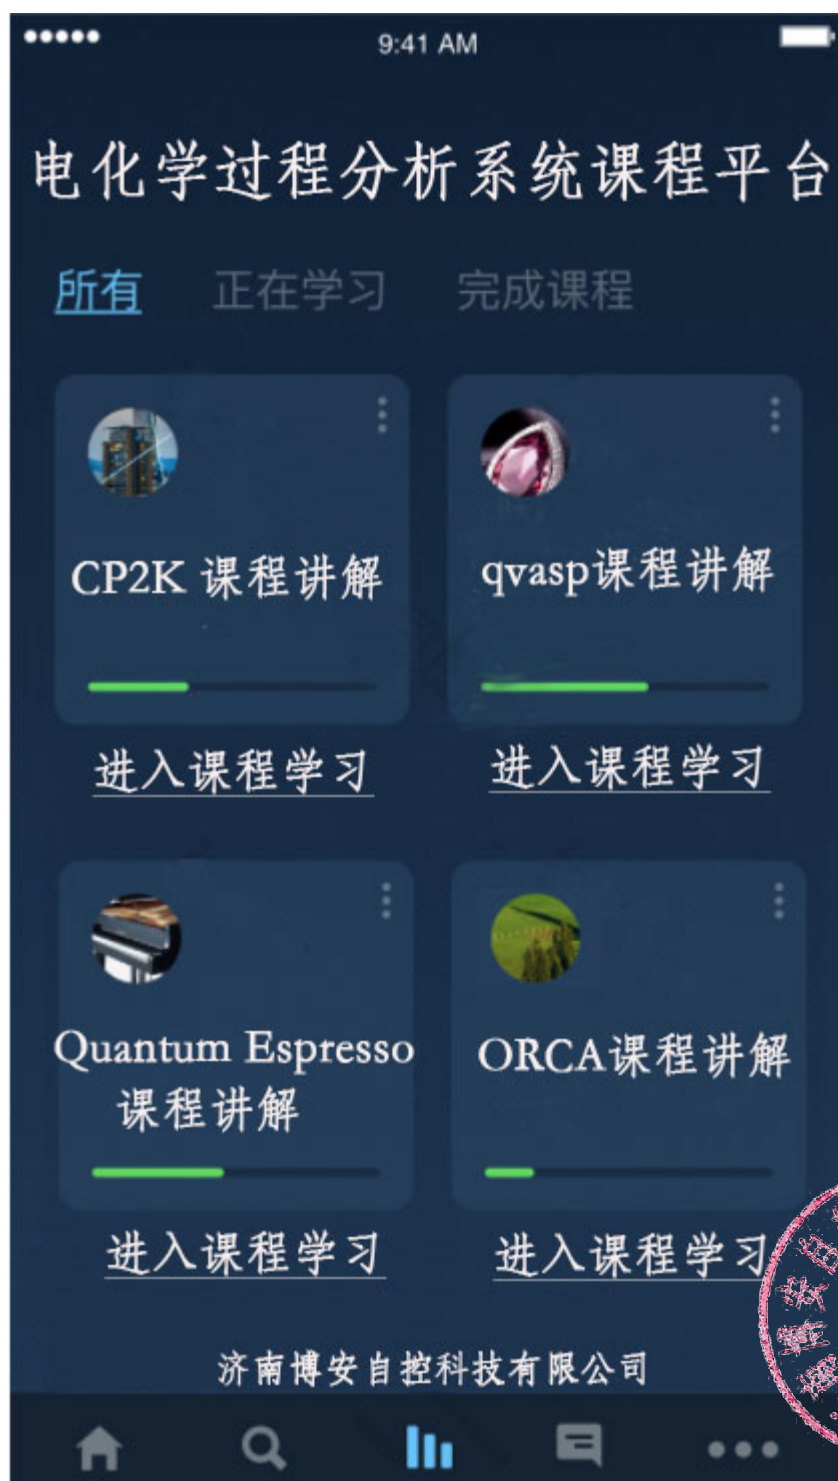 9:41 AM
电化学过程分析系统课程平台
所有 正在学习 完成课程
CP2K 课程讲解
qvasp课程讲解
进入课程学习
进入课程学习
Quantum Espresso
课程讲解
ORCA课程讲解
进入课程学习
进入课程学习
济南博安自控科技有限公司